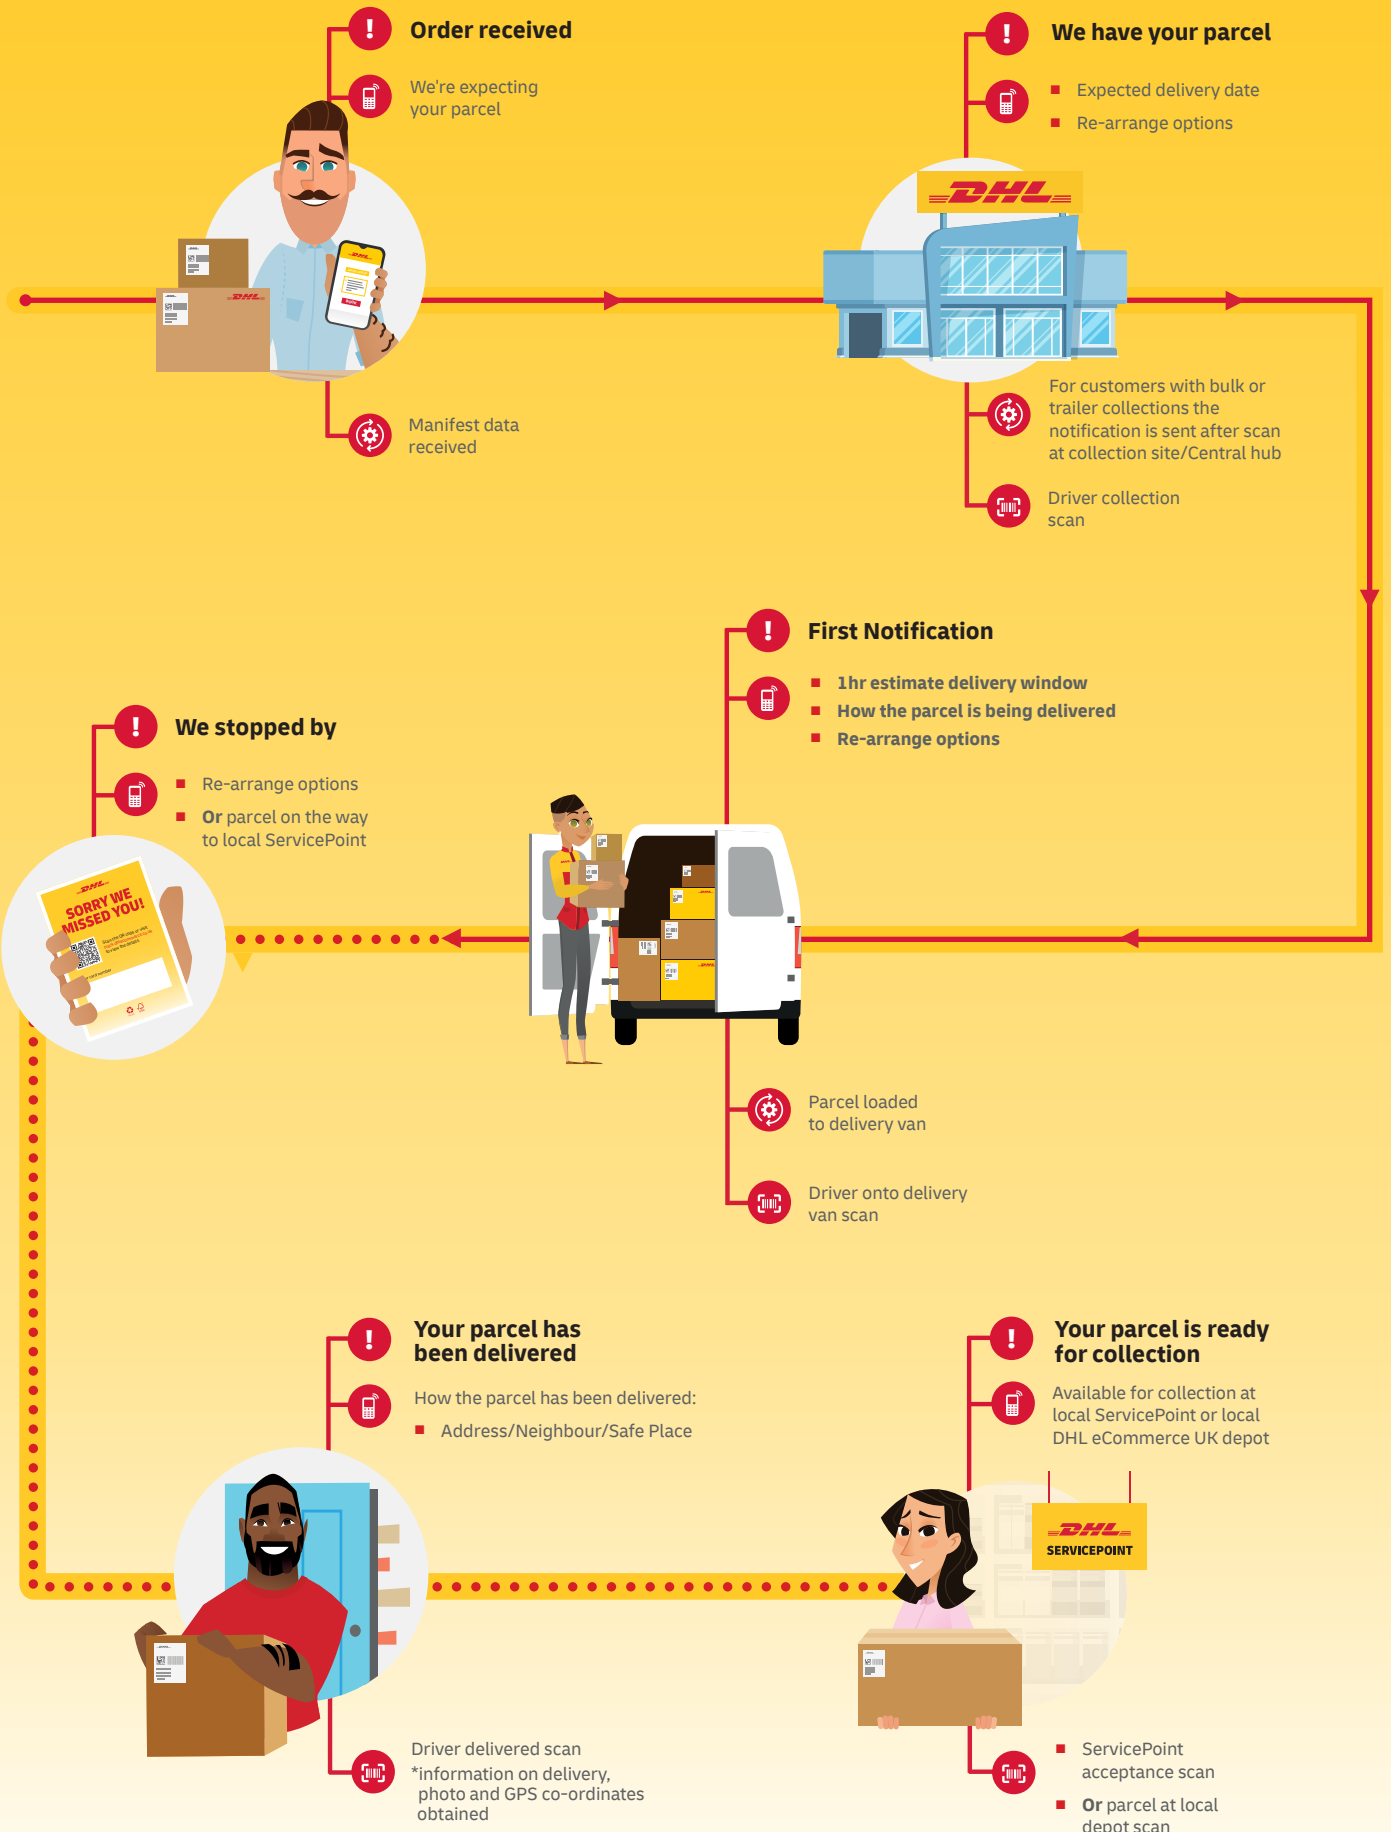 Order received
We're expecting
your parcel
Manifest data
received
We have your parcel
Expected delivery date
Re-arrange options
DHL
For customers with bulk or
trailer collections the
notification is sent after scan
at collection site/Central hub
Driver collection
scan
First Notification
1hr estimate delivery window
How the parcel is being delivered
Re-arrange options
Parcel loaded
to delivery van
Driver onto delivery
van scan
We stopped by
Re-arrange options
Or parcel on the way
to local ServicePoint
DHL
SORRY WE
MISSED YOU!
Your parcel has
been delivered
How the parcel has been delivered:
Address/Neighbour/Safe Place
Driver delivered scan
*information on delivery,
photo and GPS co-ordinates
obtained
Your parcel is ready
for collection
Available for collection at
local ServicePoint or local
DHL eCommerce UK depot
DHL
SERVICEPOINT
ServicePoint
acceptance scan
Or parcel at local
depot scan